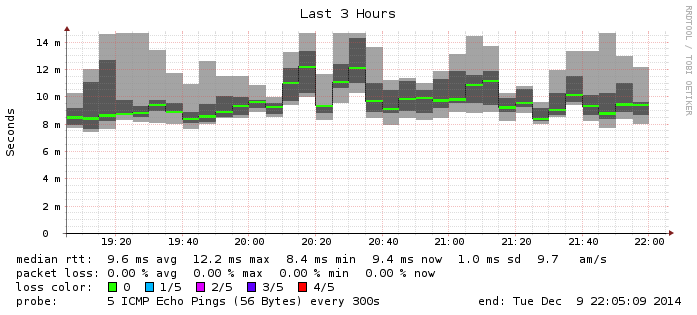 Last 3 Hours
RRDTOOL / TOBI OETIKER
Seconds
14 m
12 m
10 m
8 m
6 m
4 m
2 m
0
19:20 19:40 20:00 20:20 20:40 21:00 21:20 21:40 22:00
median rtt: 9.6 ms avg 12.2 ms max 8.4 ms min 9.4 ms now 1.0 ms sd 9.7 am/s
packet loss: 0.00 % avg 0.00 % max 0.00 % min 0.00 % now
loss color: 0 1/5 2/5 3/5 4/5
probe: 5 ICMP Echo Pings (56 Bytes) every 300s end: Tue Dec 9 22:05:09 2014